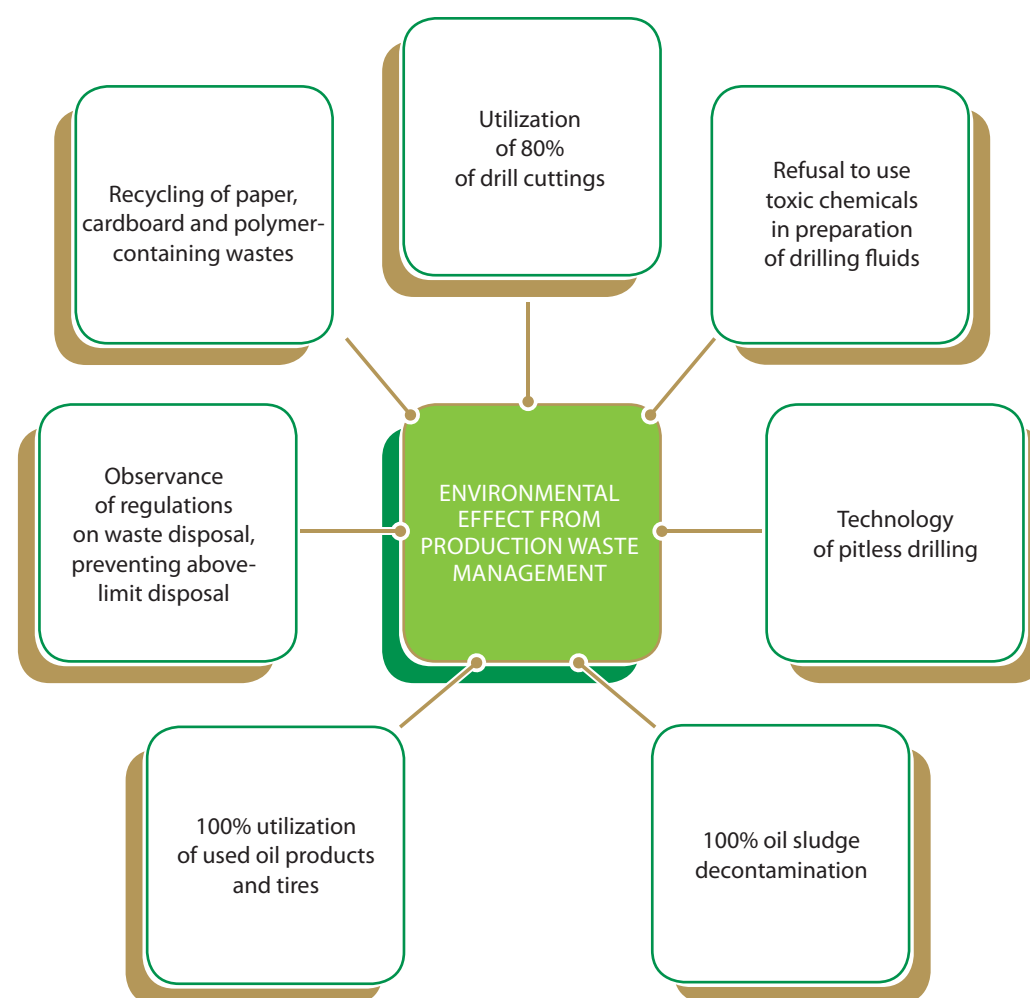 Utilization
of 80%
of drill cuttings
Recycling of paper,
cardboard and polymer-
containing wastes
Refusal to use
toxic chemicals
in preparation
of drilling fluids
Observance
of regulations
on waste disposal,
preventing above-
limit disposal
ENVIRONMENTAL
EFFECT FROM
PRODUCTION WASTE
MANAGEMENT
Technology
of pitless drilling
100% utilization
of used oil products
and tires
100% oil sludge
decontamination